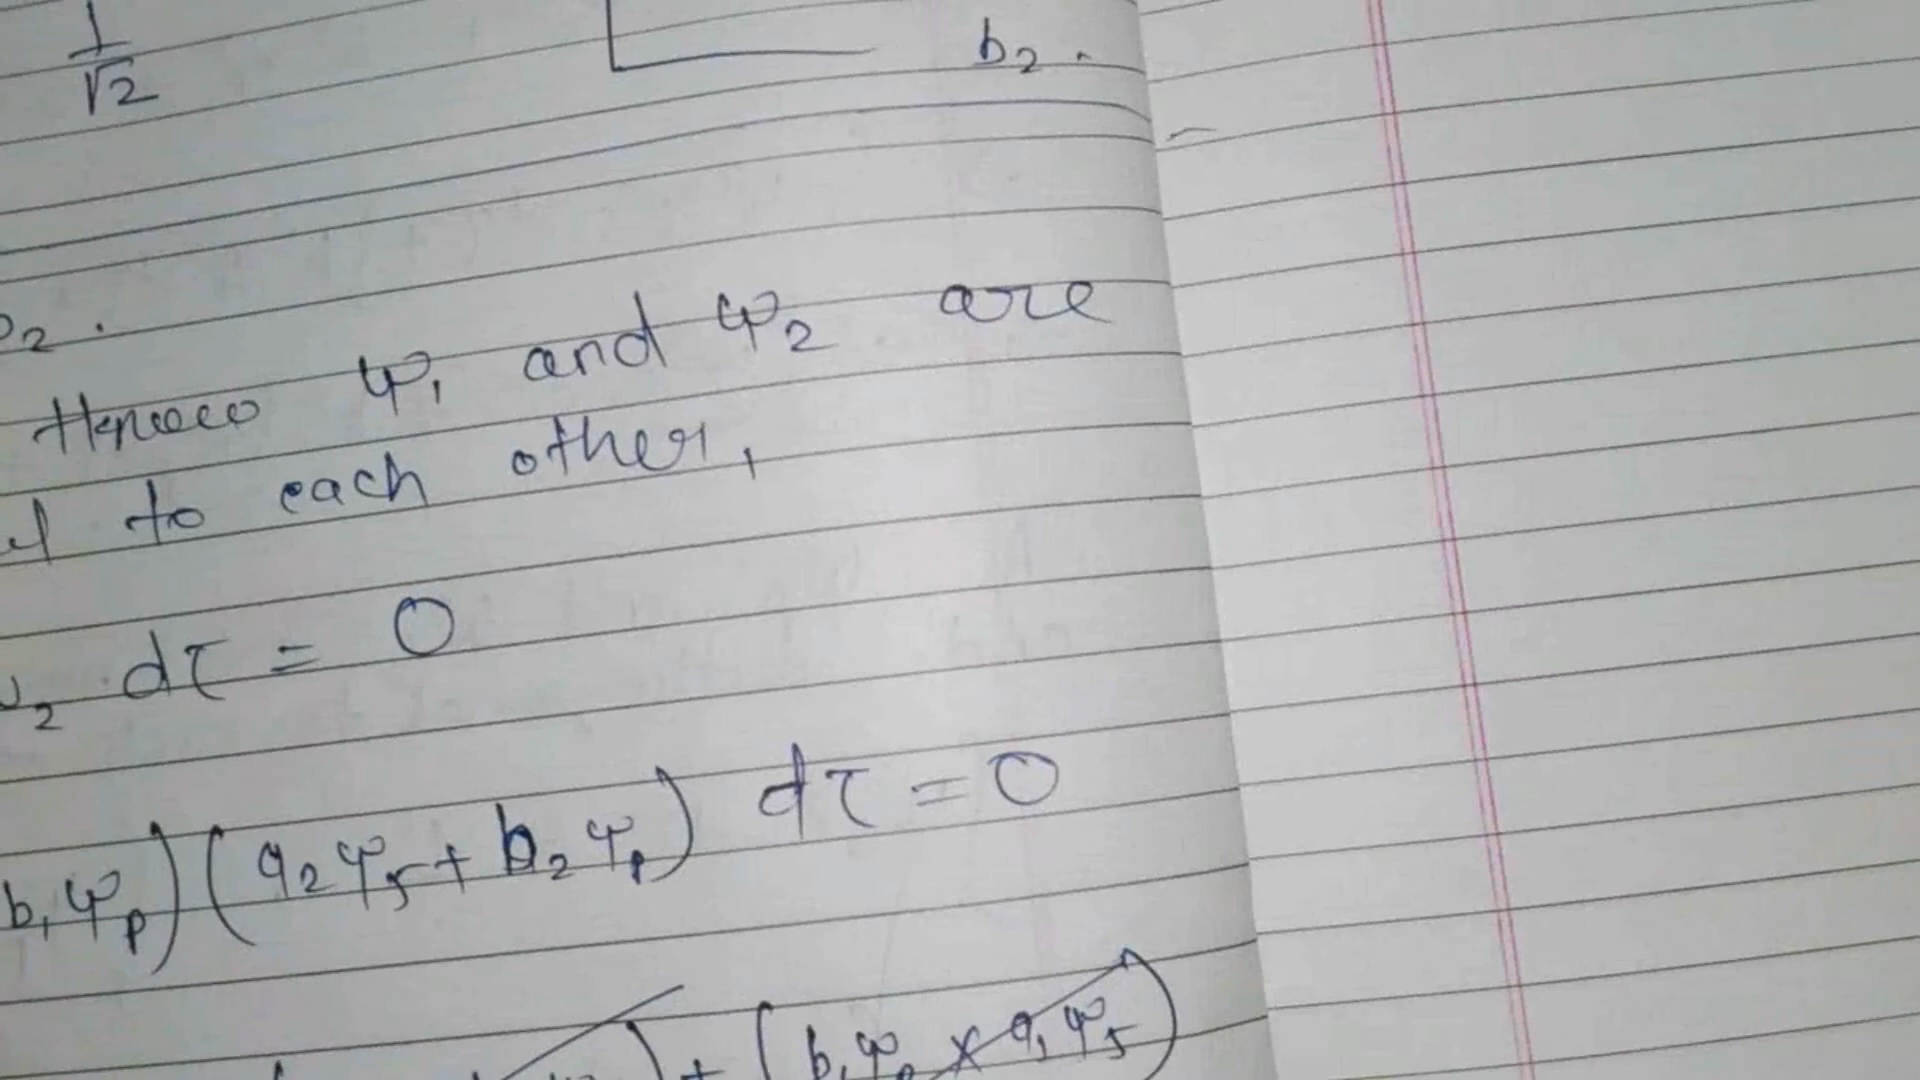 1/√2 b₂.
₂.
Hence ψ₁ and ψ₂ are
l to each other,
₂ dτ = 0
b₁ψp) (a₂ψs + b₂ψp) dτ = 0
) + (b₁ψp × a₁ψs)